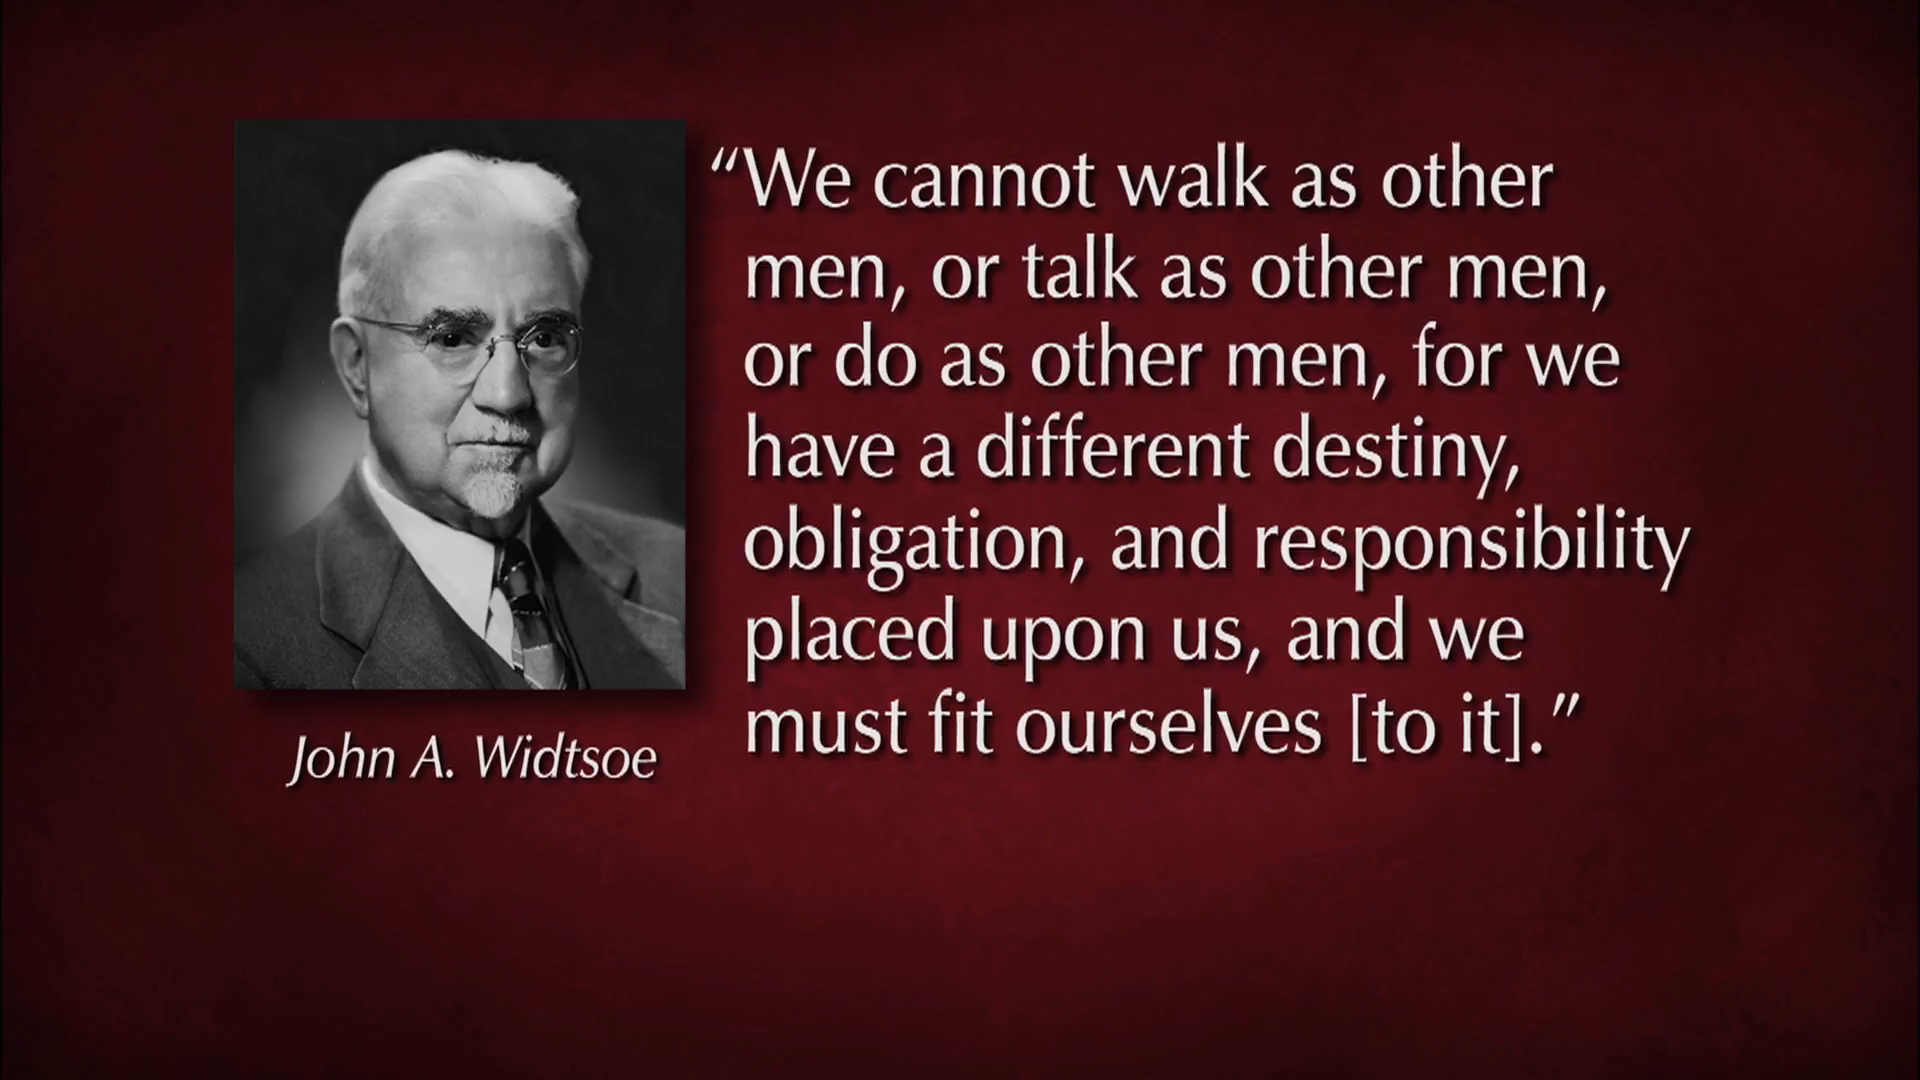 “We cannot walk as other
men, or talk as other men,
or do as other men, for we
have a different destiny,
obligation, and responsibility
placed upon us, and we
must fit ourselves [to it].”
John A. Widtsoe